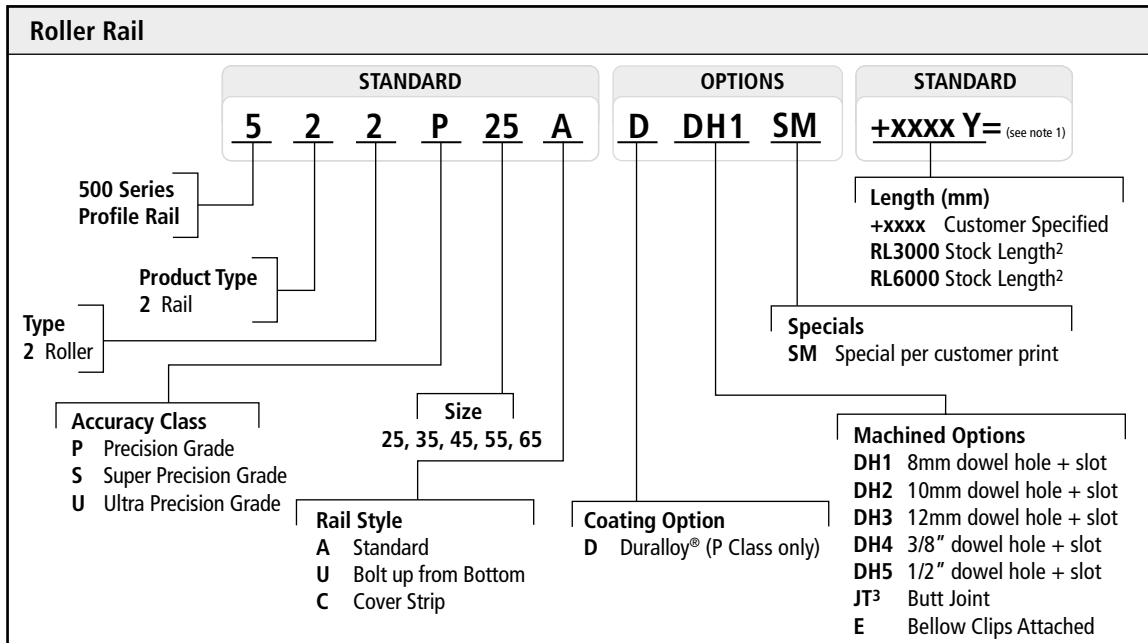 Roller Rail
STANDARD
OPTIONS
STANDARD
5 2 2 P 25 A D DH1 SM +xxxx Y= (see note 1)
500 Series
Profile Rail
Product Type
2 Rail
Type
2 Roller
Accuracy Class
P Precision Grade
S Super Precision Grade
U Ultra Precision Grade
Size
25, 35, 45, 55, 65
Rail Style
A Standard
U Bolt up from Bottom
C Cover Strip
Coating Option
D Duralloy® (P Class only)
Length (mm)
+xxxx Customer Specified
RL3000 Stock Length²
RL6000 Stock Length²
Specials
SM Special per customer print
Machined Options
DH1 8mm dowel hole + slot
DH2 10mm dowel hole + slot
DH3 12mm dowel hole + slot
DH4 3/8" dowel hole + slot
DH5 1/2" dowel hole + slot
JT³ Butt Joint
E Bellow Clips Attached